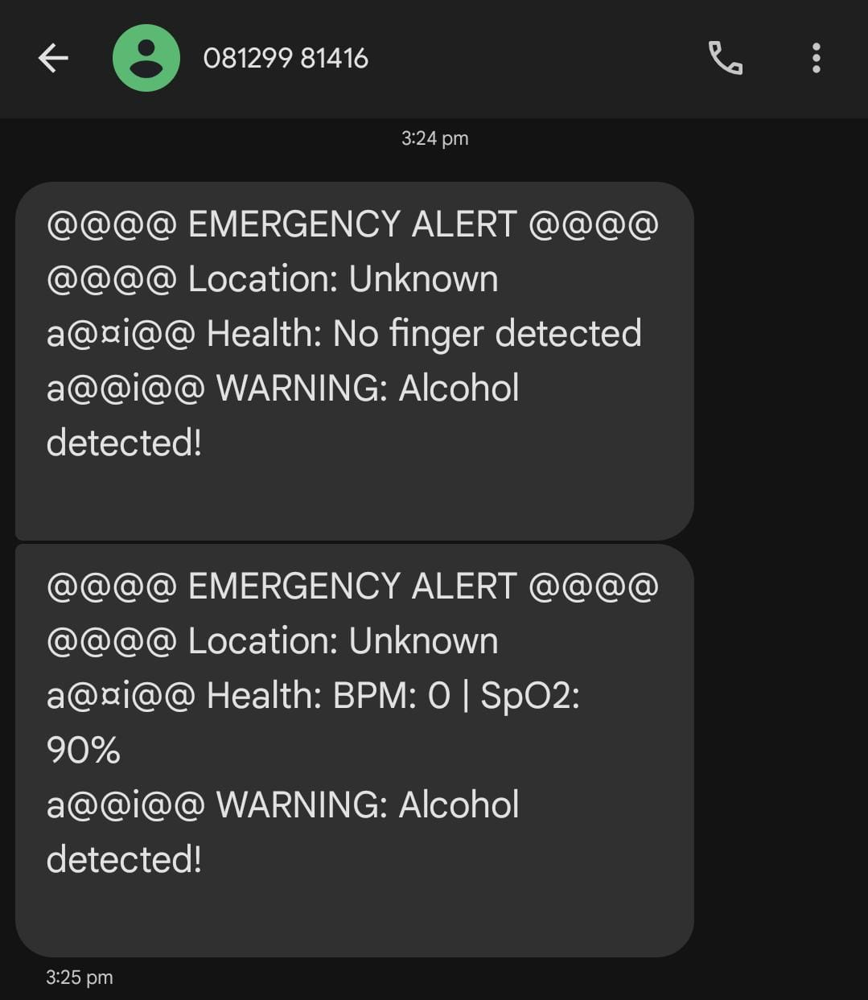 081299 81416
3:24 pm
@@@@ EMERGENCY ALERT @@@@
@@@@ Location: Unknown
a@¤i@@ Health: No finger detected
a@@i@@ WARNING: Alcohol
detected!
@@@@ EMERGENCY ALERT @@@@
@@@@ Location: Unknown
a@¤i@@ Health: BPM: 0 | SpO2:
90%
a@@i@@ WARNING: Alcohol
detected!
3:25 pm